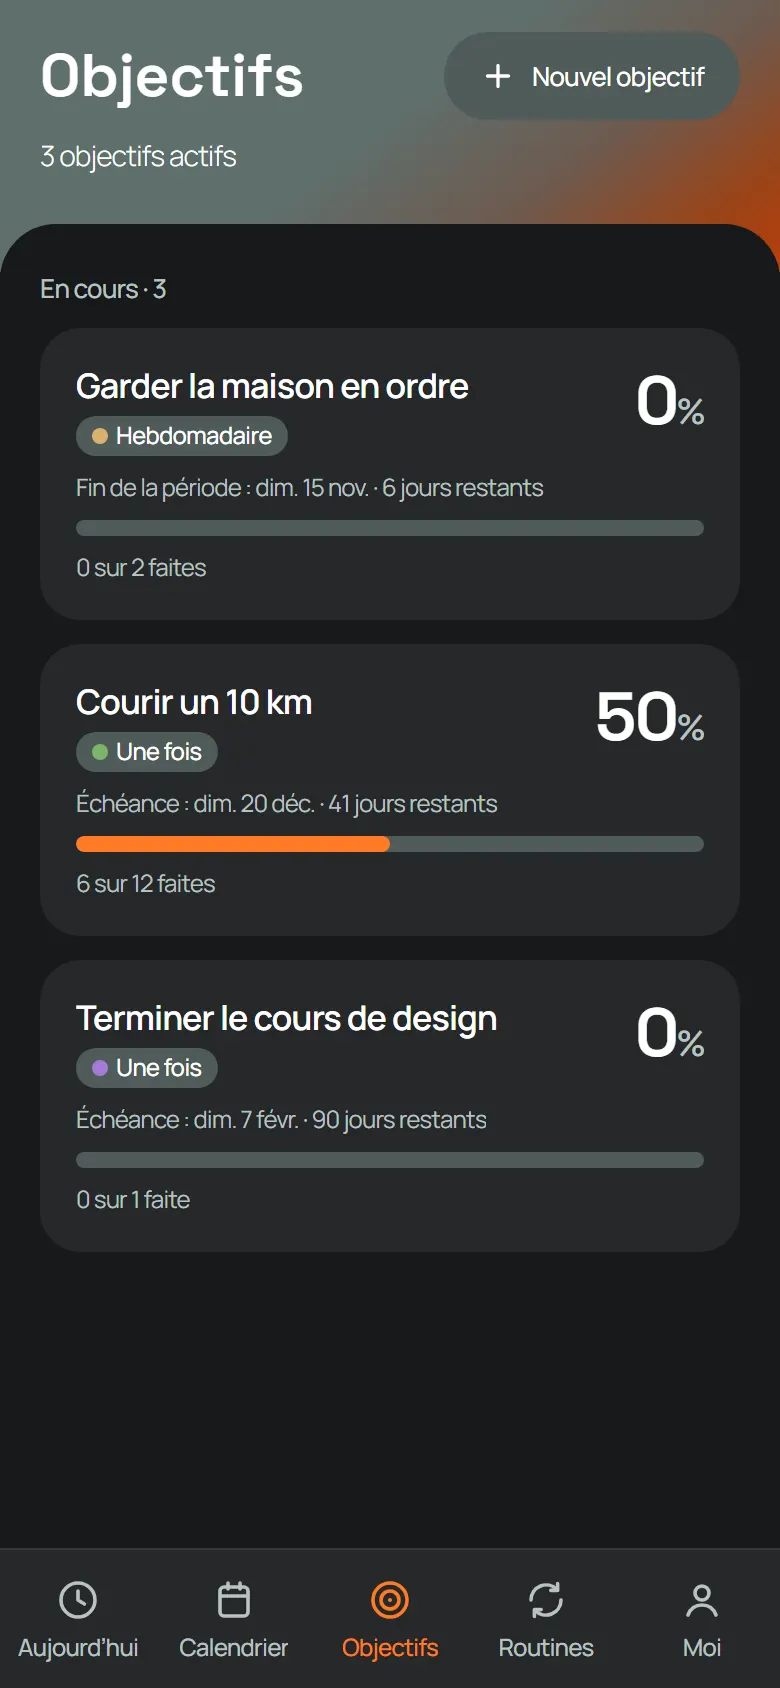 Objectifs
Nouvel objectif
3 objectifs actifs
En cours · 3
Garder la maison en ordre
0%
Hebdomadaire
Fin de la période : dim. 15 nov. · 6 jours restants
0 sur 2 faites
Courir un 10 km
50%
Une fois
Échéance : dim. 20 déc. · 41 jours restants
6 sur 12 faites
Terminer le cours de design
0%
Une fois
Échéance : dim. 7 févr. · 90 jours restants
0 sur 1 faite
Aujourd’hui
Calendrier
Objectifs
Routines
Moi